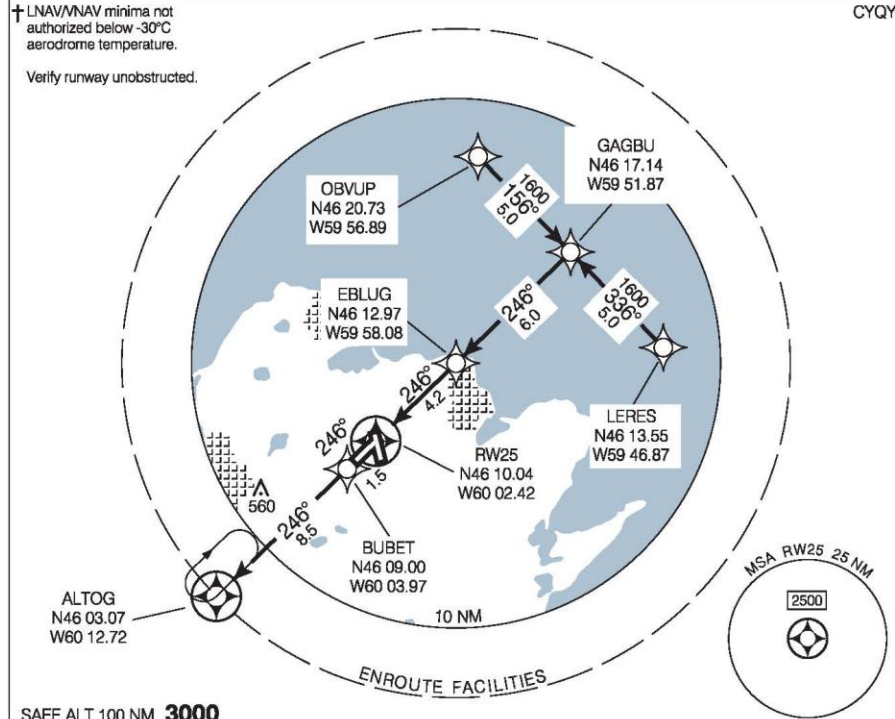 † LNAV/VNAV minima not
authorized below -30°C
aerodrome temperature.
Verify runway unobstructed.
CYQY
GAGBU
N46 17.14
W59 51.87
OBVUP
N46 20.73
W59 56.89
1600
156°
5.0
EBLUG
N46 12.97
W59 58.08
246°
6.0
1600
336°
5.0
246°
4.2
LERES
N46 13.55
W59 46.87
246°
1.5
RW25
N46 10.04
W60 02.42
560
246°
8.5
BUBET
N46 09.00
W60 03.97
ALTOG
N46 03.07
W60 12.72
10 NM
MSA RW25 25 NM
2500
ENROUTE FACILITIES
SAFE ALT 100 NM 3000